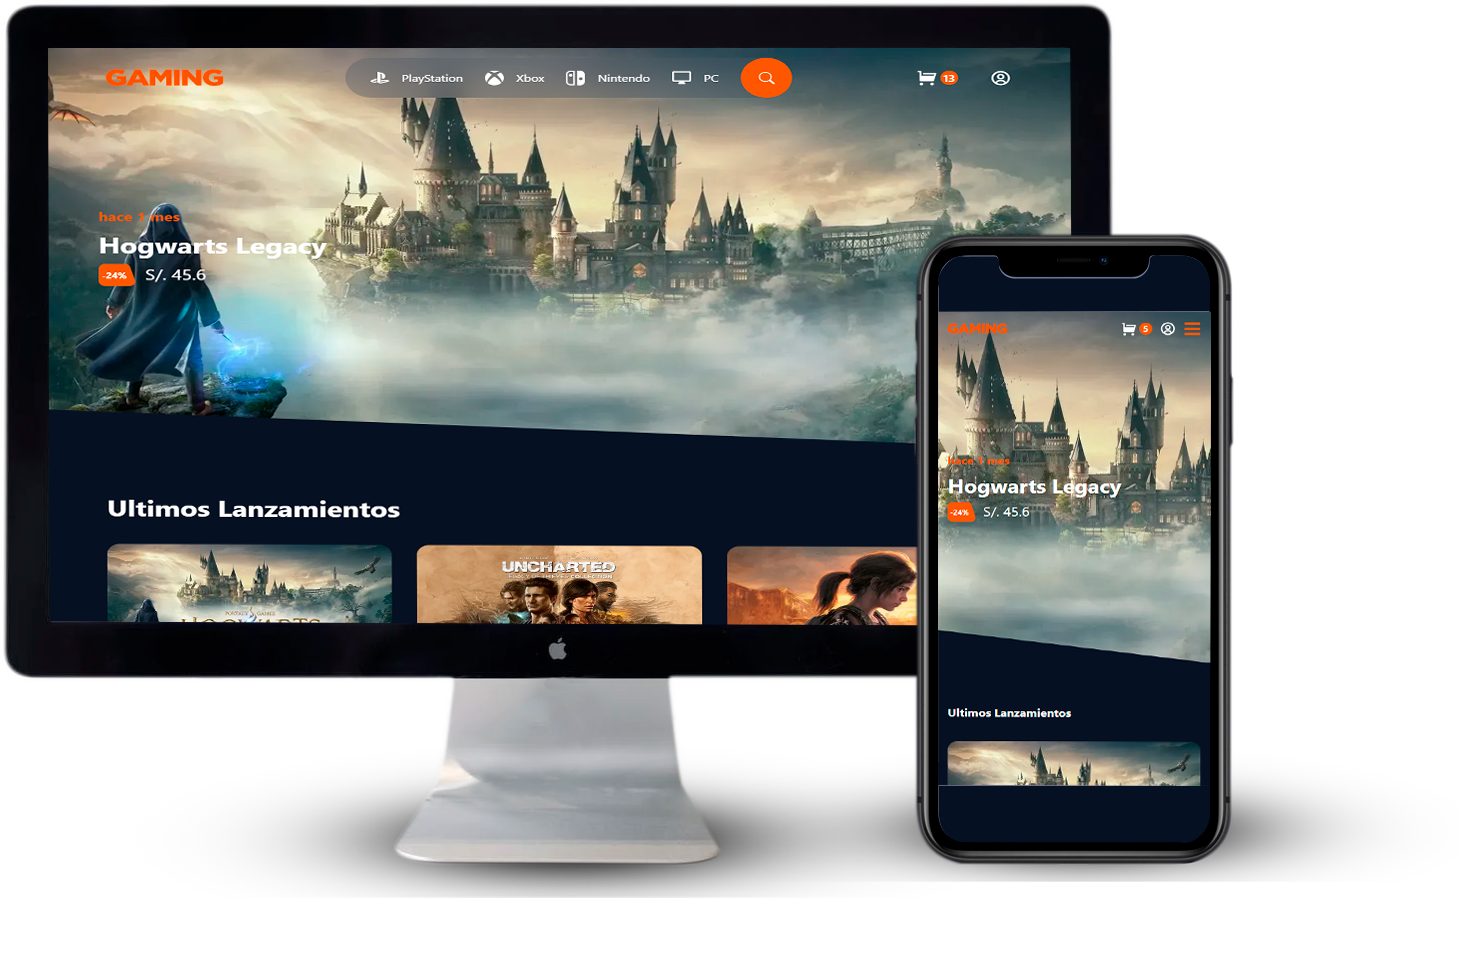 GAMING
PlayStation Xbox Nintendo PC
13
hace 1 mes
Hogwarts Legacy
-24% S/. 45.6
Ultimos Lanzamientos
HOGWARTS
UNCHARTED
LEGACY OF THIEVES COLLECTION
GAMING
5
hace 1 mes
Hogwarts Legacy
-24% S/. 45.6
Ultimos Lanzamientos